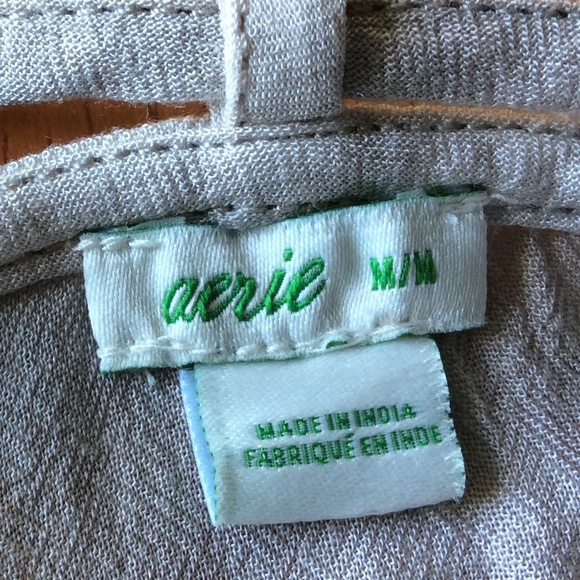 aerie M/M
MADE IN INDIA
FABRIQUÉ EN INDE